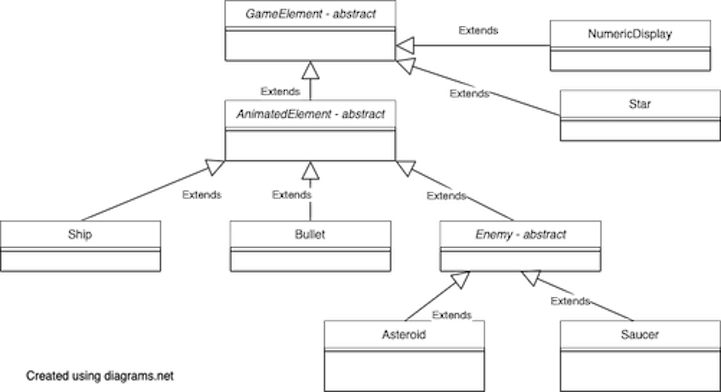 GameElement - abstract
Extends
NumericDisplay
Extends
Star
Extends
AnimatedElement - abstract
Extends
Extends
Extends
Ship
Bullet
Enemy - abstract
Extends
Extends
Asteroid
Saucer
Created using diagrams.net